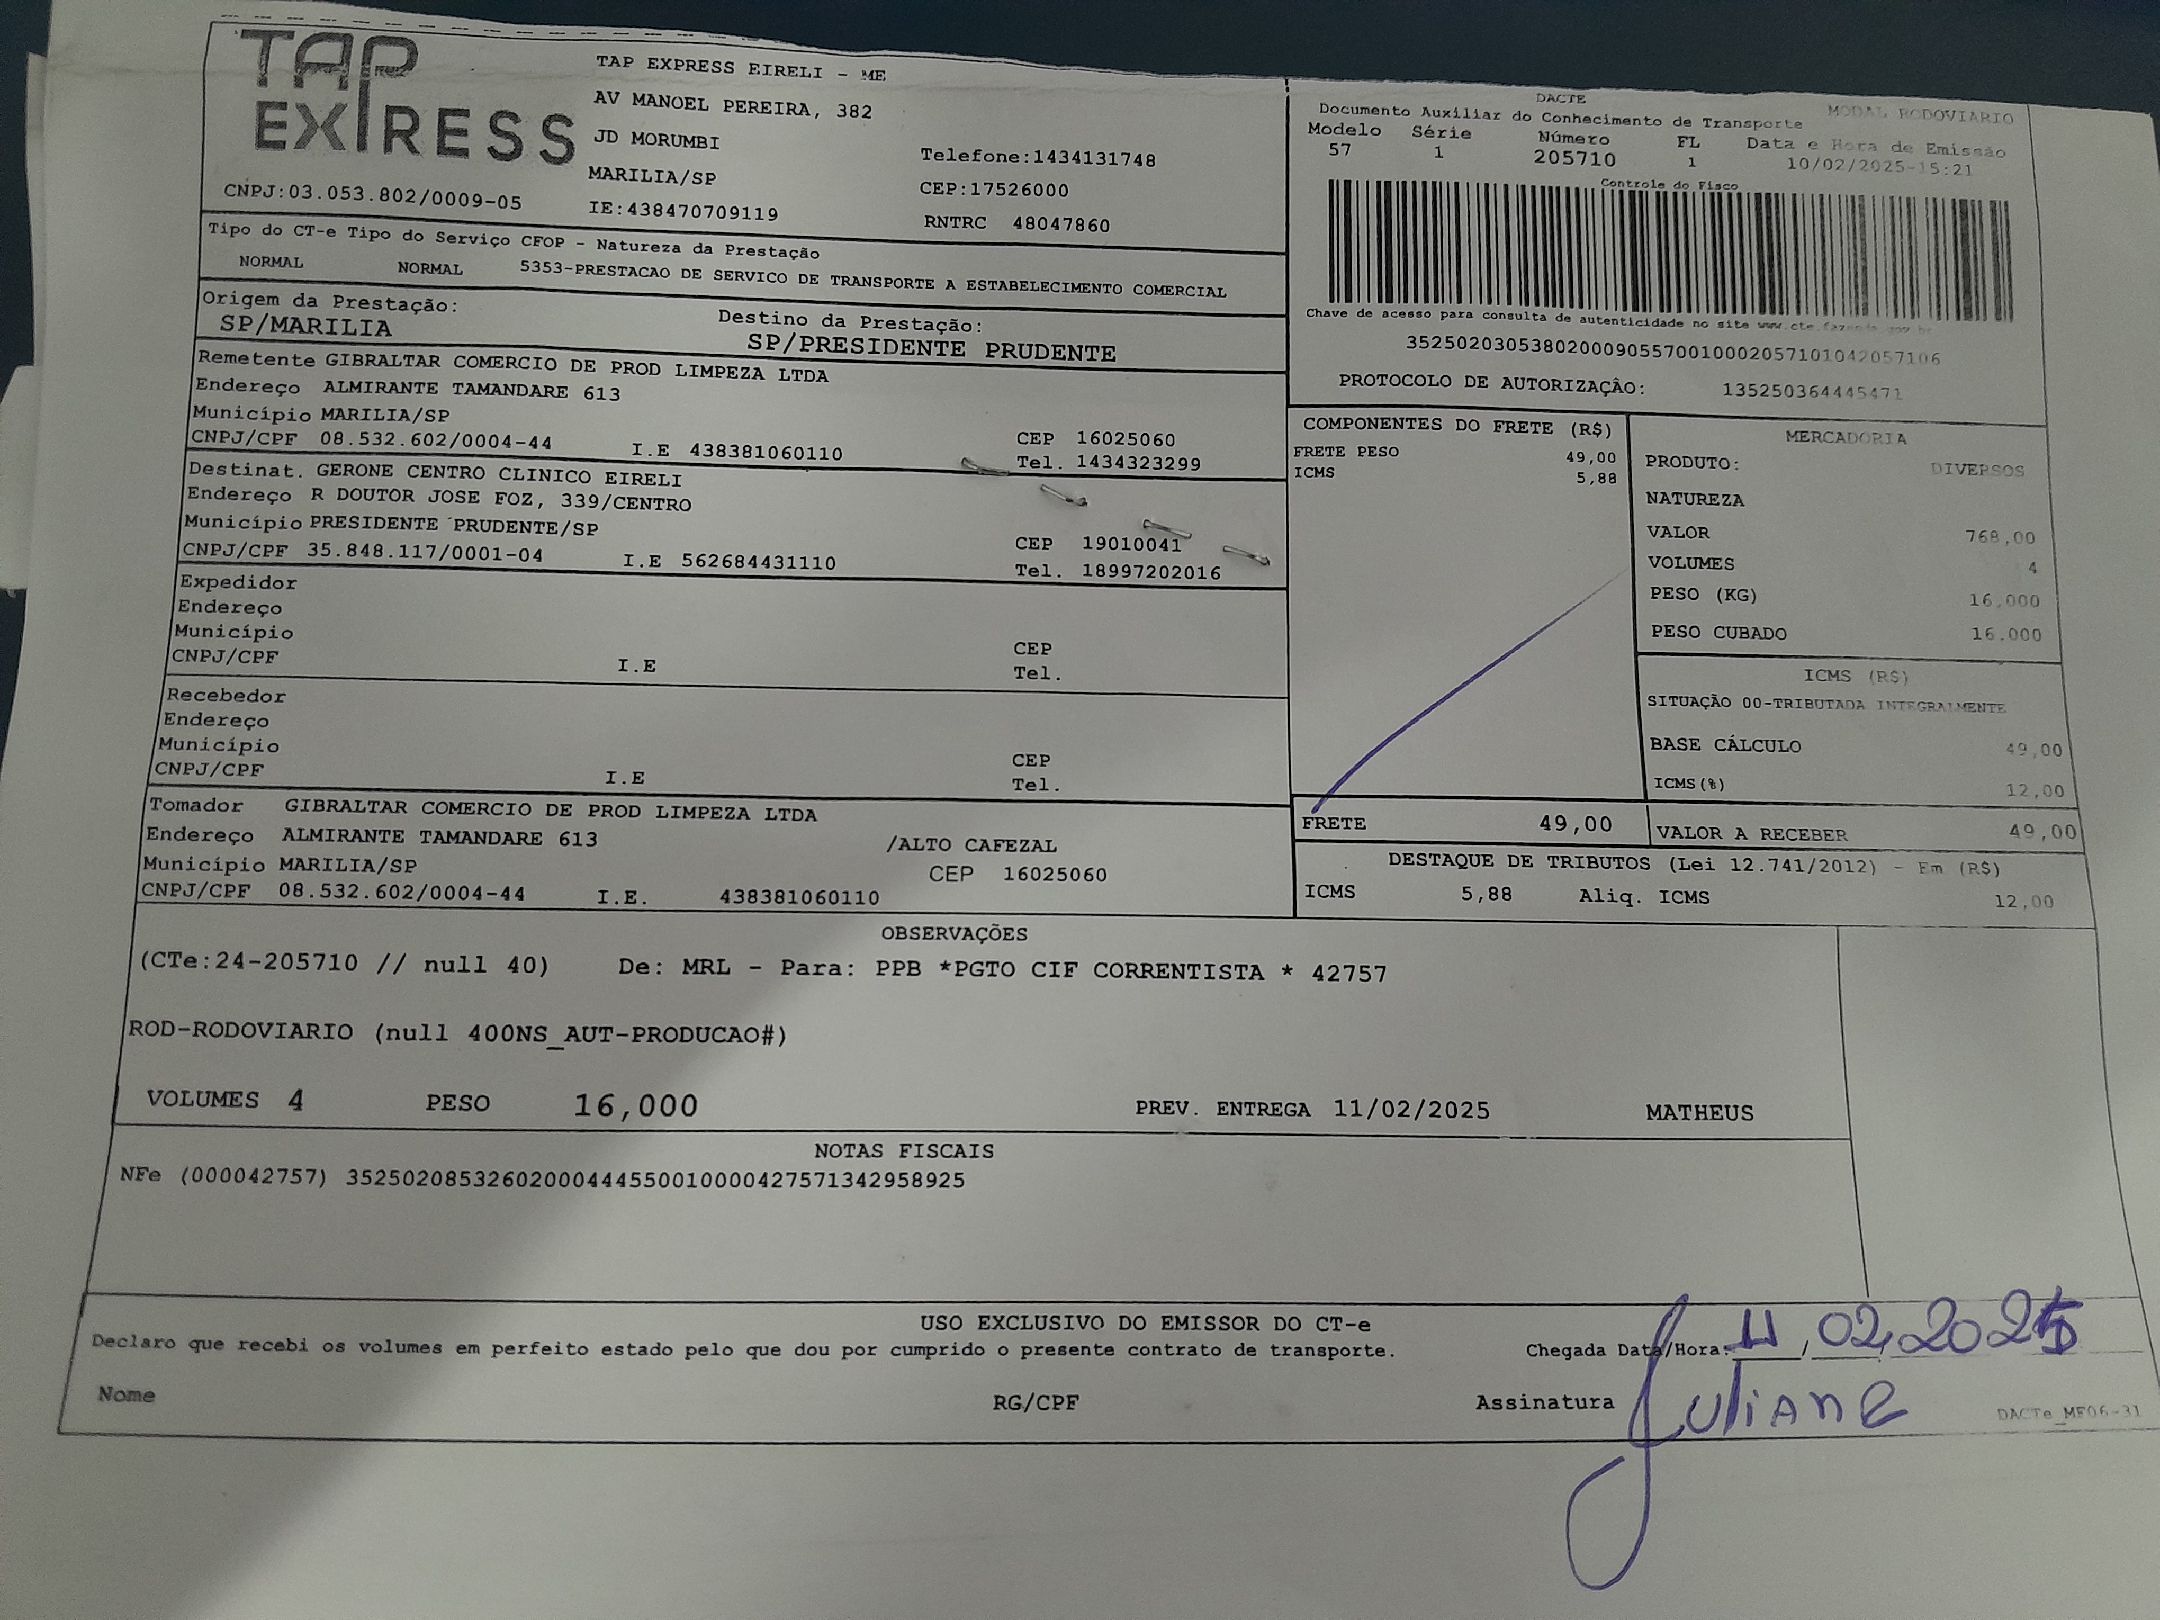 TAP
EXPRESS
CNPJ:03.053.802/0009-05
TAP EXPRESS EIRELI - ME
AV MANOEL PEREIRA, 382
JD MORUMBI
MARILIA/SP
IE:438470709119
Telefone:1434131748
CEP:17526000
RNTRC 48047860
DACTE
MODAL RODOVIARIO
Documento Auxiliar do Conhecimento de Transporte
Modelo Série Número FL Data e Hora de Emissão
57 1 205710 1 10/02/2025-15:21
Controle do Fisco
Chave de acesso para consulta de autenticidade no site www.cte.fazenda.gov.br
35250203053802000905570010002057101042057106
PROTOCOLO DE AUTORIZAÇÂO: 135250364445471
Tipo do CT-e Tipo do Serviço CFOP - Natureza da Prestação
NORMAL NORMAL 5353-PRESTACAO DE SERVICO DE TRANSPORTE A ESTABELECIMENTO COMERCIAL
Origem da Prestação: Destino da Prestação:
SP/MARILIA SP/PRESIDENTE PRUDENTE
Remetente GIBRALTAR COMERCIO DE PROD LIMPEZA LTDA
Endereço ALMIRANTE TAMANDARE 613
Município MARILIA/SP CEP 16025060
CNPJ/CPF 08.532.602/0004-44 I.E 438381060110 Tel. 1434323299
Destinat. GERONE CENTRO CLINICO EIRELI
Endereço R DOUTOR JOSE FOZ, 339/CENTRO
Município PRESIDENTE PRUDENTE/SP CEP 19010041
CNPJ/CPF 35.848.117/0001-04 I.E 562684431110 Tel. 18997202016
Expedidor
Endereço
Município CEP
CNPJ/CPF I.E Tel.
Recebedor
Endereço
Município CEP
CNPJ/CPF I.E Tel.
Tomador GIBRALTAR COMERCIO DE PROD LIMPEZA LTDA
Endereço ALMIRANTE TAMANDARE 613 /ALTO CAFEZAL
Município MARILIA/SP CEP 16025060
CNPJ/CPF 08.532.602/0004-44 I.E. 438381060110
COMPONENTES DO FRETE (R$)
FRETE PESO 49,00
ICMS 5,88
MERCADORIA
PRODUTO: DIVERSOS
NATUREZA
VALOR 768,00
VOLUMES 4
PESO (KG) 16,000
PESO CUBADO 16.000
ICMS (R$)
SITUAÇÃO 00-TRIBUTADA INTEGRALMENTE
BASE CÁLCULO 49,00
ICMS(%) 12,00
FRETE 49,00 VALOR A RECEBER 49,00
DESTAQUE DE TRIBUTOS (Lei 12.741/2012) - Em (R$)
ICMS 5,88 Aliq. ICMS 12,00
OBSERVAÇÕES
(CTe:24-205710 // null 40) De: MRL - Para: PPB *PGTO CIF CORRENTISTA * 42757
ROD-RODOVIARIO (null 400NS_AUT-PRODUCAO#)
VOLUMES 4 PESO 16,000 PREV. ENTREGA 11/02/2025 MATHEUS
NOTAS FISCAIS
NFe (000042757) 35250208532602000444550010000427571342958925
USO EXCLUSIVO DO EMISSOR DO CT-e
Declaro que recebi os volumes em perfeito estado pelo que dou por cumprido o presente contrato de transporte. Chegada Data/Hora: 11/02/2025
Nome RG/CPF Assinatura Juliane
DACTe_MF06-31